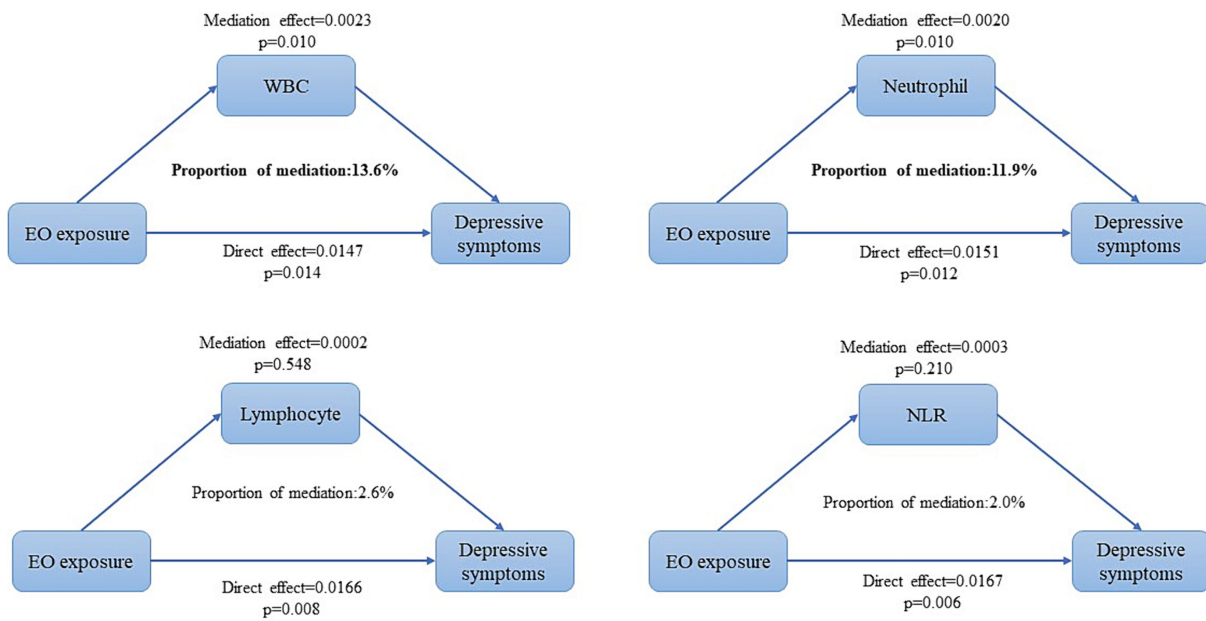 Mediation effect=0.0023
p=0.010
WBC
Proportion of mediation:13.6%
EO exposure
Depressive
symptoms
Direct effect=0.0147
p=0.014
Mediation effect=0.0020
p=0.010
Neutrophil
Proportion of mediation:11.9%
EO exposure
Depressive
symptoms
Direct effect=0.0151
p=0.012
Mediation effect=0.0002
p=0.548
Lymphocyte
Proportion of mediation:2.6%
EO exposure
Depressive
symptoms
Direct effect=0.0166
p=0.008
Mediation effect=0.0003
p=0.210
NLR
Proportion of mediation:2.0%
EO exposure
Depressive
symptoms
Direct effect=0.0167
p=0.006